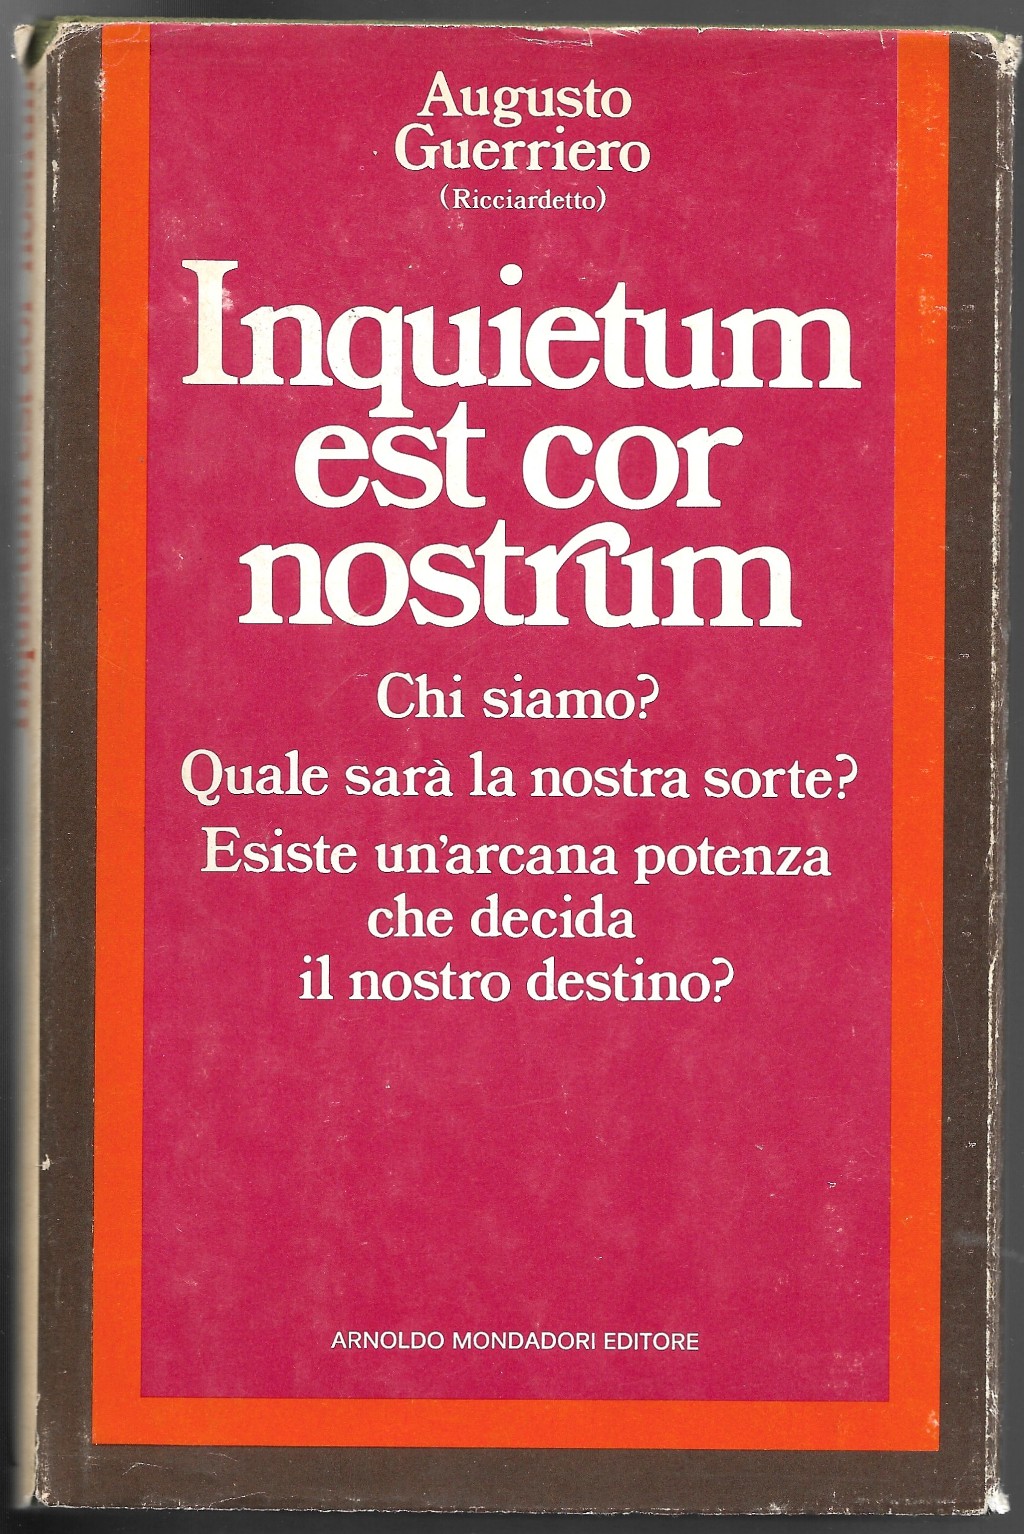 Augusto
Guerriero
(Ricciardetto)
Inquietum
est cor
nostrum
Chi siamo?
Quale sarà la nostra sorte?
Esiste un'arcana potenza
che decida
il nostro destino?
ARNOLDO MONDADORI EDITORE